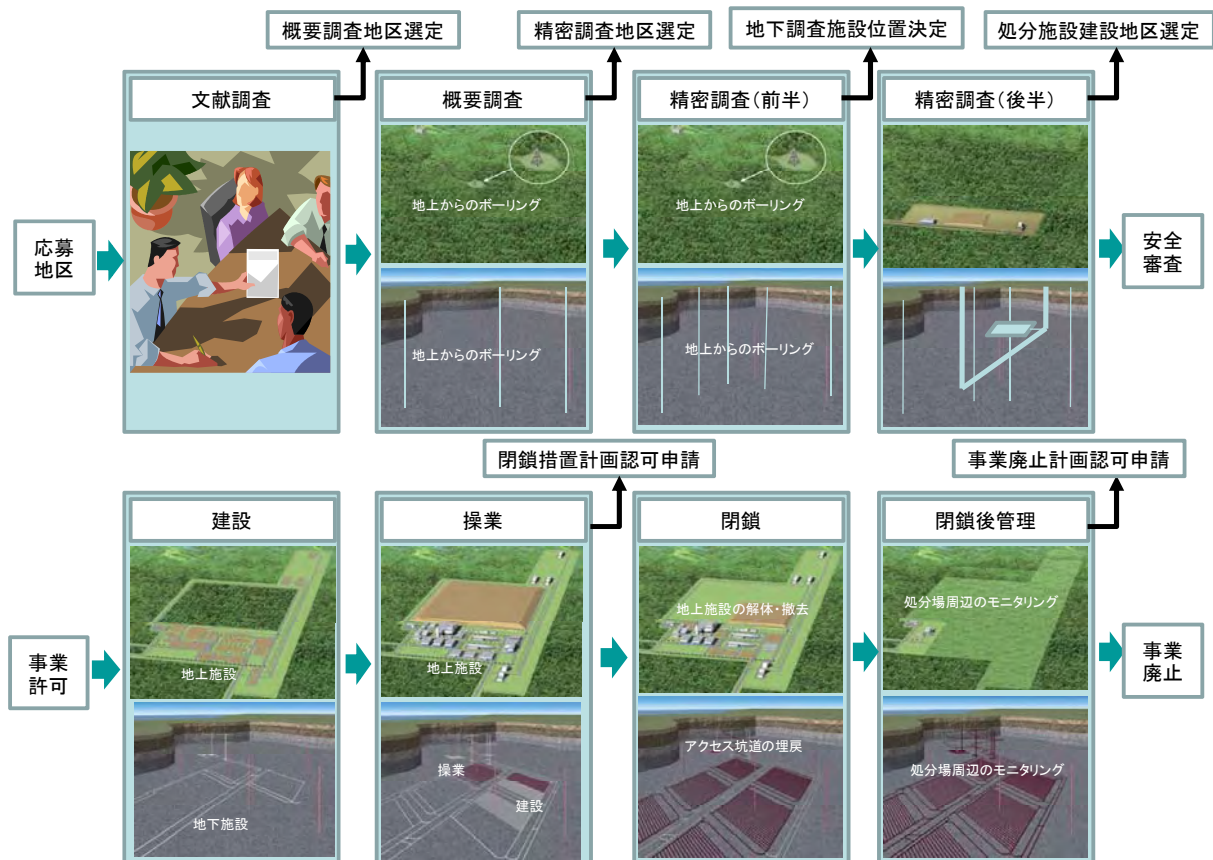 概要調査地区選定
精密調査地区選定
地下調査施設位置決定
処分施設建設地区選定
文献調査
概要調査
精密調査(前半)
精密調査(後半)
地上からのボーリング
地上からのボーリング
応募
地区
安全
審査
地上からのボーリング
地上からのボーリング
閉鎖措置計画認可申請
事業廃止計画認可申請
建設
操業
閉鎖
閉鎖後管理
地上施設
地上施設
地上施設の解体・撤去
処分場周辺のモニタリング
事業
許可
事業
廃止
地下施設
操業
建設
アクセス坑道の埋戻
処分場周辺のモニタリング